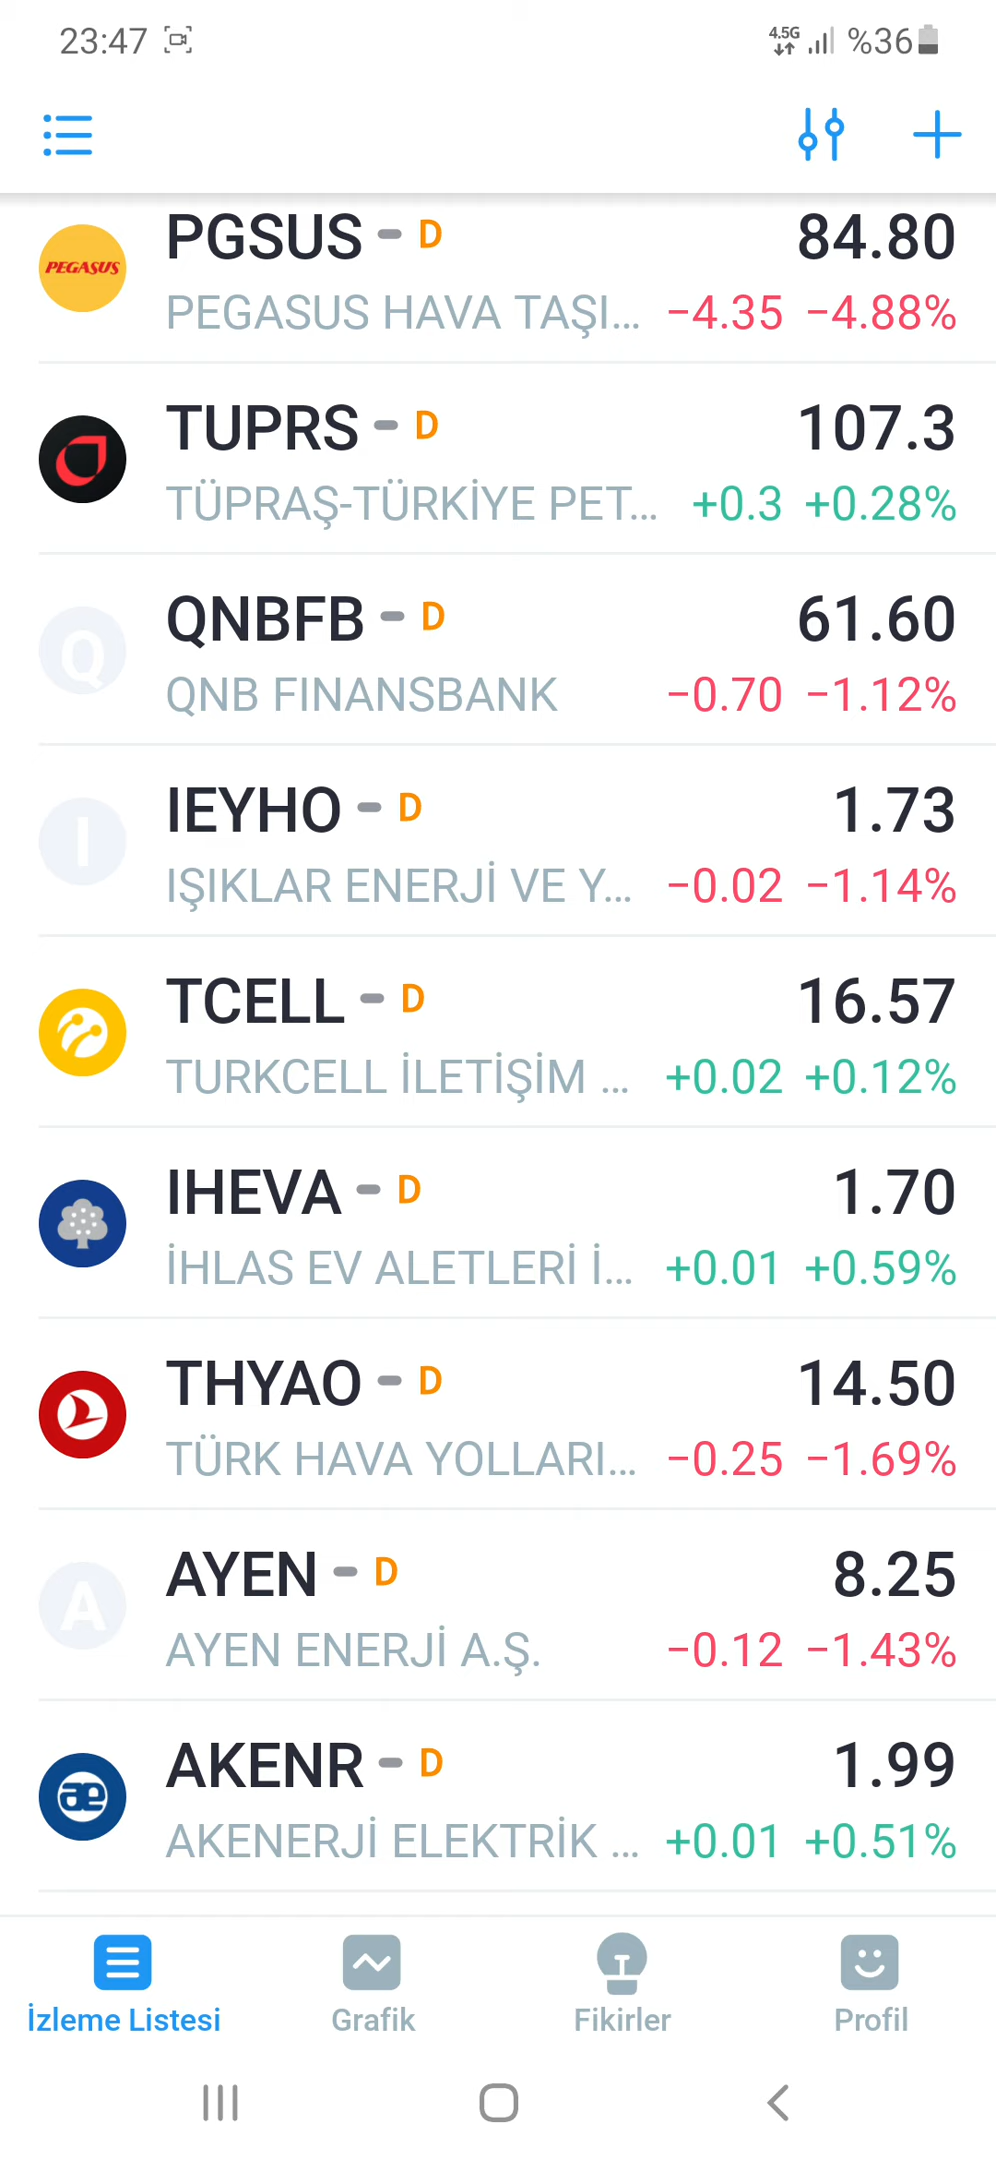 23:47 4.5G %36
PEGASUS PGSUS D 84.80
PEGASUS HAVA TAŞI... −4.35 −4.88%
TUPRS D 107.3
TÜPRAŞ-TÜRKİYE PET... +0.3 +0.28%
Q QNBFB D 61.60
QNB FINANSBANK −0.70 −1.12%
I IEYHO D 1.73
IŞIKLAR ENERJİ VE Y... −0.02 −1.14%
TCELL D 16.57
TURKCELL İLETİŞİM ... +0.02 +0.12%
IHEVA D 1.70
İHLAS EV ALETLERİ İ... +0.01 +0.59%
THYAO D 14.50
TÜRK HAVA YOLLARI... −0.25 −1.69%
A AYEN D 8.25
AYEN ENERJİ A.Ş. −0.12 −1.43%
æ AKENR D 1.99
AKENERJİ ELEKTRİK ... +0.01 +0.51%
İzleme Listesi Grafik Fikirler Profil